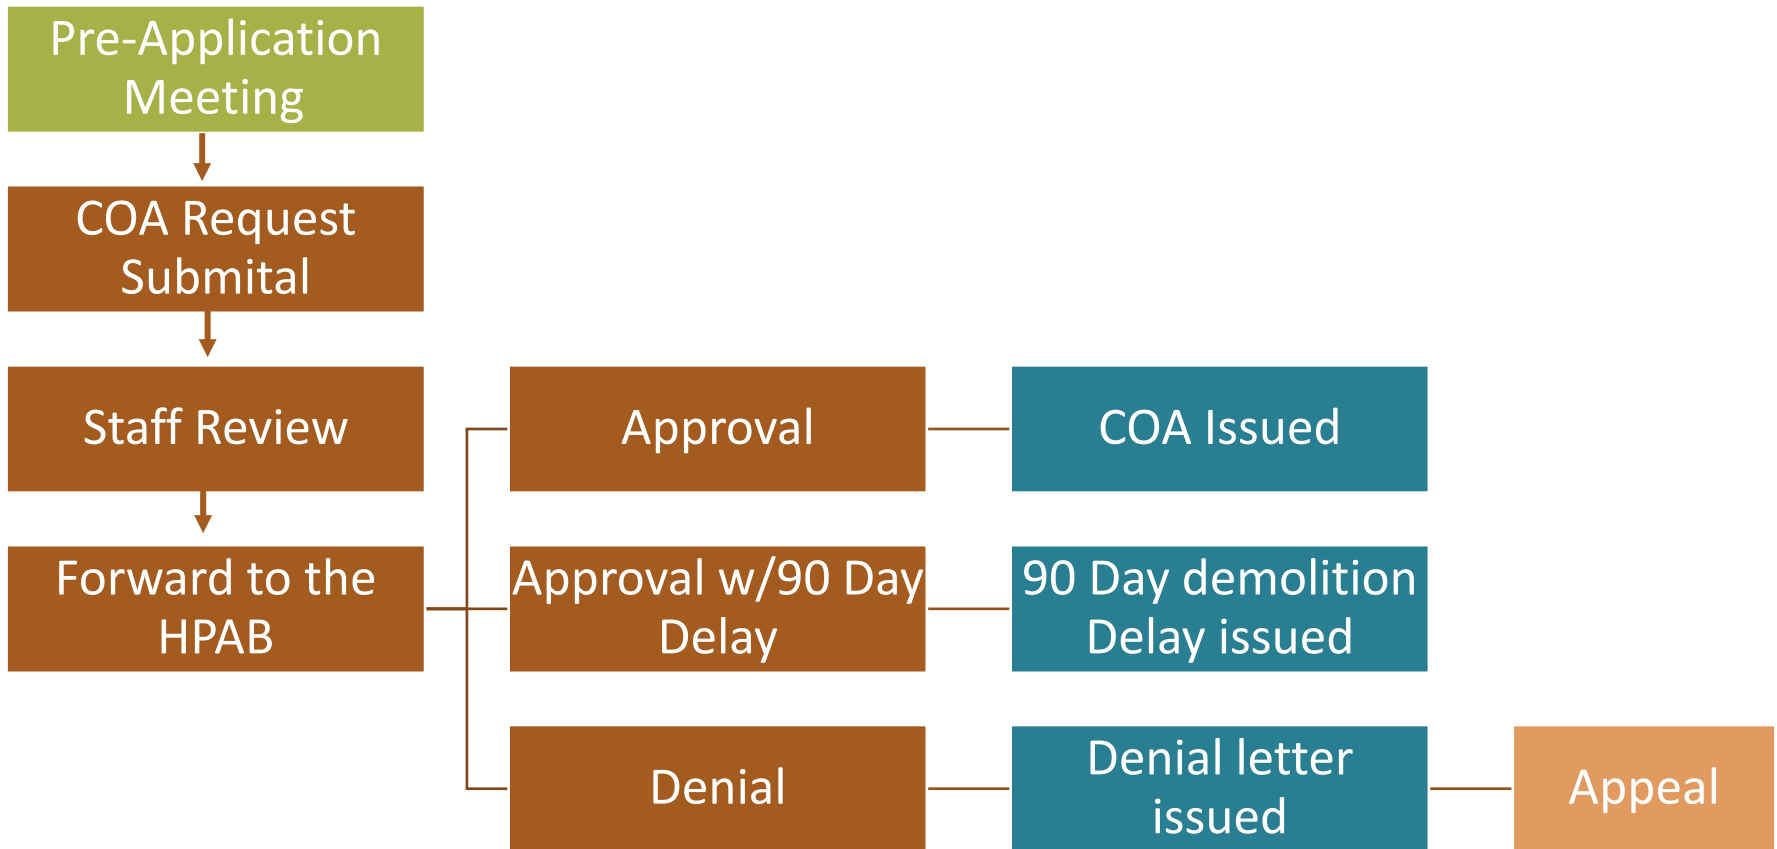 Pre-Application
Meeting
COA Request
Submital
Staff Review
Approval
COA Issued
Forward to the
HPAB
Approval w/90 Day
Delay
90 Day demolition
Delay issued
Denial
Denial letter
issued
Appeal